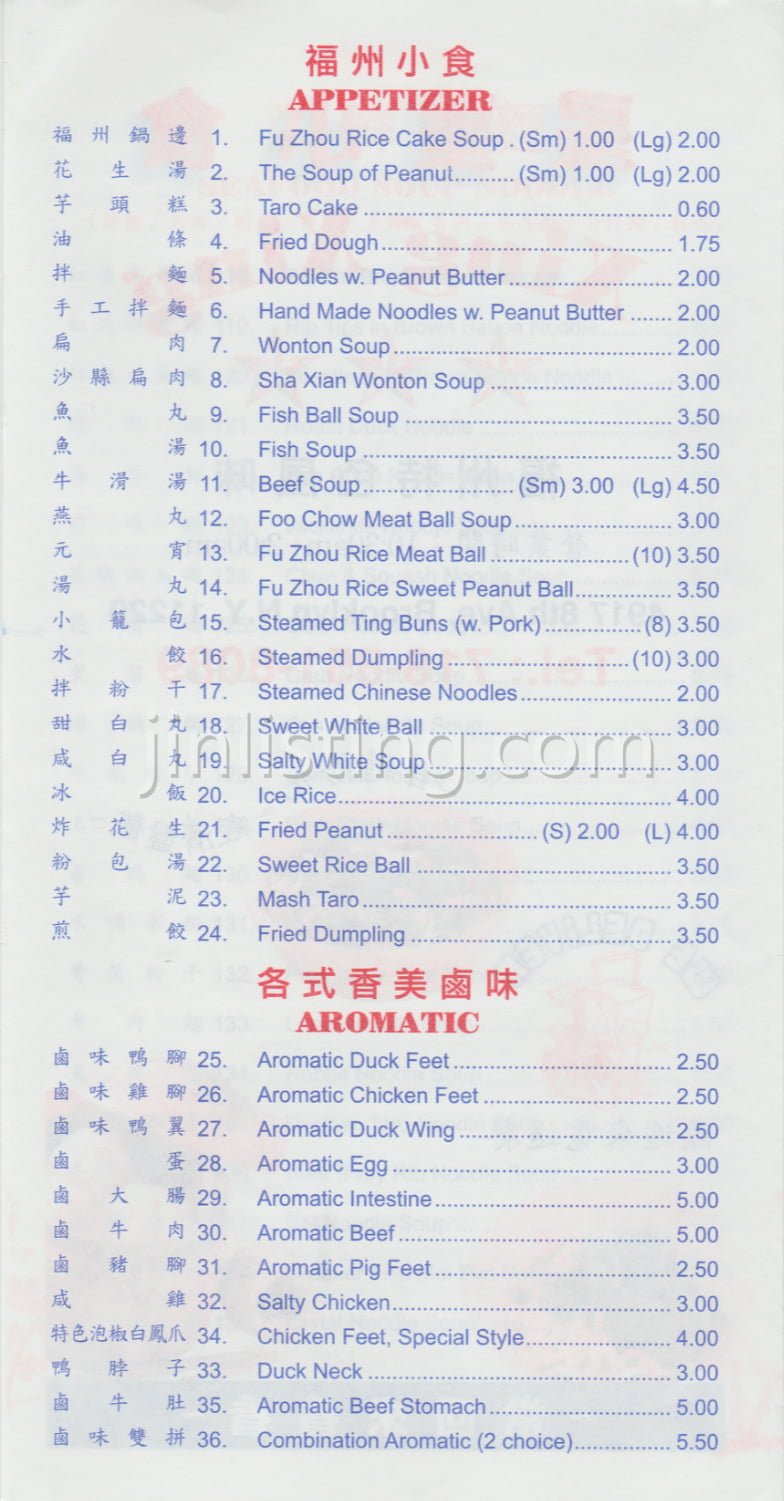 福州小食
APPETIZER
福州鍋邊 1. Fu Zhou Rice Cake Soup . (Sm) 1.00 (Lg) 2.00
花生湯 2. The Soup of Peanut.......... (Sm) 1.00 (Lg) 2.00
芋頭糕 3. Taro Cake ................ 0.60
油條 4. Fried Dough ................ 1.75
拌麵 5. Noodles w. Peanut Butter ................ 2.00
手工拌麵 6. Hand Made Noodles w. Peanut Butter ....... 2.00
扁肉 7. Wonton Soup ................ 2.00
沙縣扁肉 8. Sha Xian Wonton Soup ................ 3.00
魚丸 9. Fish Ball Soup ................ 3.50
魚湯 10. Fish Soup ................ 3.50
牛滑湯 11. Beef Soup ................ (Sm) 3.00 (Lg) 4.50
燕丸 12. Foo Chow Meat Ball Soup ................ 3.00
元宵 13. Fu Zhou Rice Meat Ball ................ (10) 3.50
湯丸 14. Fu Zhou Rice Sweet Peanut Ball ................ 3.50
小籠包 15. Steamed Ting Buns (w. Pork) ................ (8) 3.50
水餃 16. Steamed Dumpling ................ (10) 3.00
拌粉干 17. Steamed Chinese Noodles ................ 2.00
甜白丸 18. Sweet White Ball ................ 3.00
咸白丸 19. Salty White Soup ................ 3.00
jinlisting.com
冰飯 20. Ice Rice ................ 4.00
炸花生 21. Fried Peanut ................ (S) 2.00 (L) 4.00
粉包湯 22. Sweet Rice Ball ................ 3.50
芋泥 23. Mash Taro ................ 3.50
煎餃 24. Fried Dumpling ................ 3.50
各式香美鹵味
AROMATIC
鹵味鴨腳 25. Aromatic Duck Feet ................ 2.50
鹵味雞腳 26. Aromatic Chicken Feet ................ 2.50
鹵味鴨翼 27. Aromatic Duck Wing ................ 2.50
鹵蛋 28. Aromatic Egg ................ 3.00
鹵大腸 29. Aromatic Intestine ................ 5.00
鹵牛肉 30. Aromatic Beef ................ 5.00
鹵豬腳 31. Aromatic Pig Feet ................ 2.50
咸雞 32. Salty Chicken ................ 3.00
特色泡椒白鳳爪 34. Chicken Feet, Special Style ................ 4.00
鴨脖子 33. Duck Neck ................ 3.00
鹵牛肚 35. Aromatic Beef Stomach ................ 5.00
鹵味雙拼 36. Combination Aromatic (2 choice) ................ 5.50